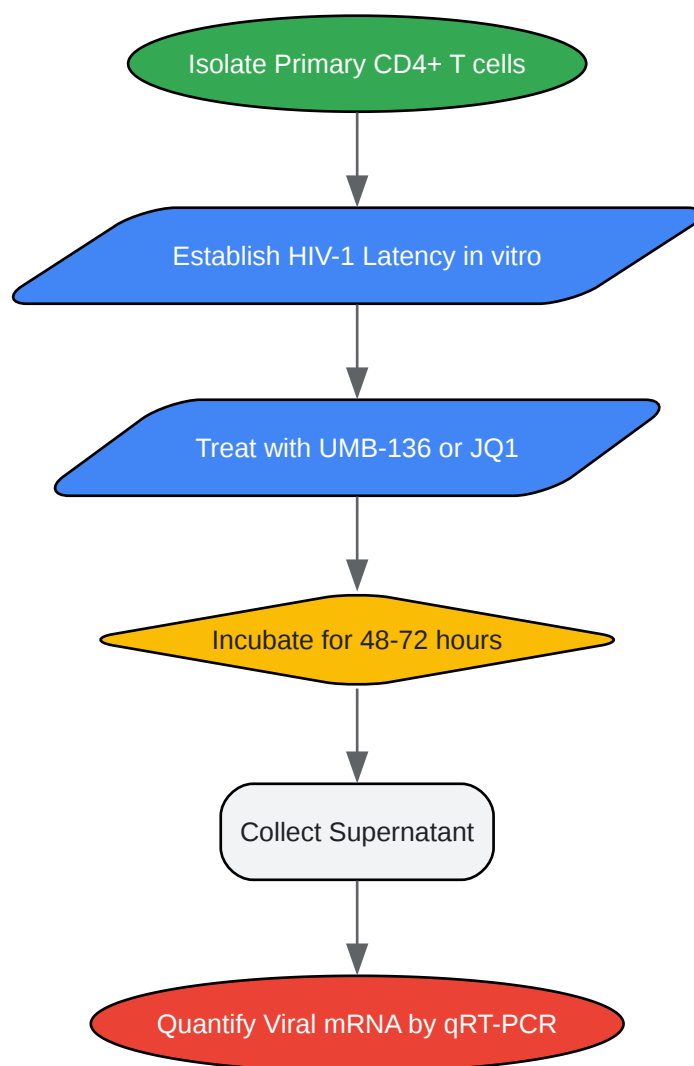 Isolate Primary CD4+ T cells
Establish HIV-1 Latency in vitro
Treat with UMB-136 or JQ1
Incubate for 48-72 hours
Collect Supernatant
Quantify Viral mRNA by qRT-PCR